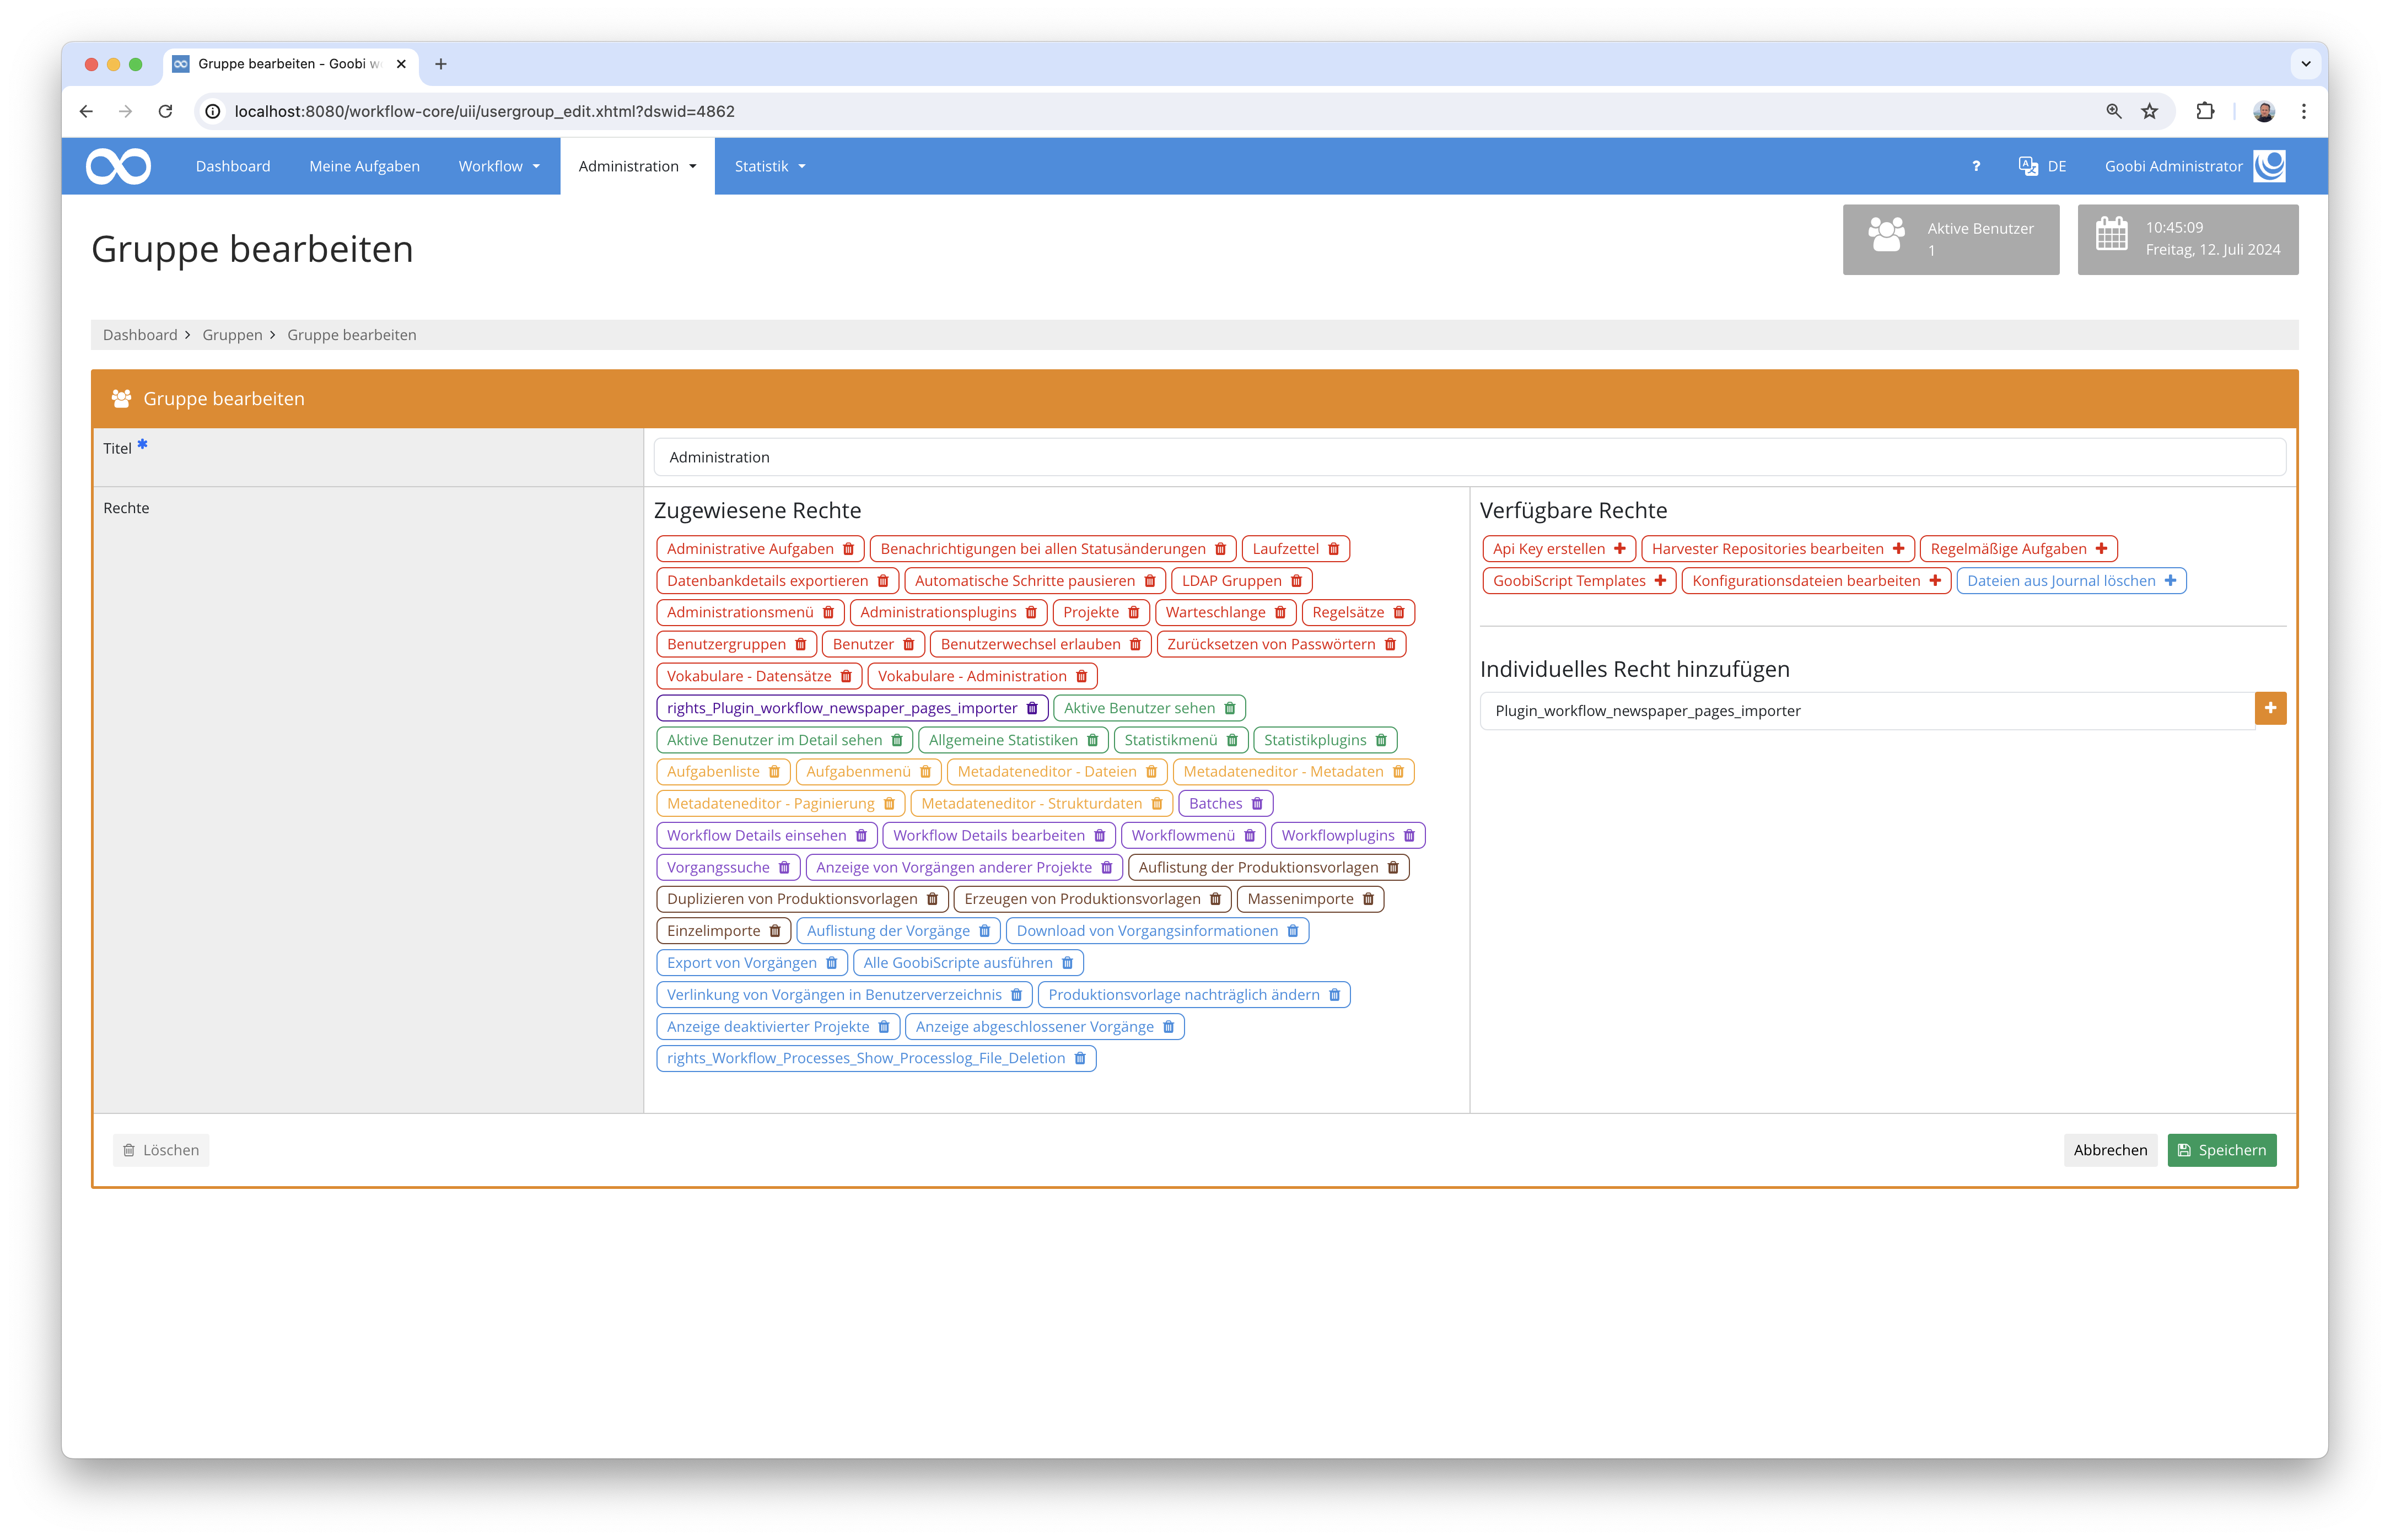 Gruppe bearbeiten - Goobi w
localhost:8080/workflow-core/uii/usergroup_edit.xhtml?dswid=4862
Dashboard Meine Aufgaben Workflow Administration Statistik ? DE Goobi Administrator
Gruppe bearbeiten
Aktive Benutzer
1
10:45:09
Freitag, 12. Juli 2024
Dashboard Gruppen Gruppe bearbeiten
Gruppe bearbeiten
Titel *
Administration
Rechte
Zugewiesene Rechte
Administrative Aufgaben Benachrichtigungen bei allen Statusänderungen Laufzettel
Datenbankdetails exportieren Automatische Schritte pausieren LDAP Gruppen
Administrationsmenü Administrationsplugins Projekte Warteschlange Regelsätze
Benutzergruppen Benutzer Benutzerwechsel erlauben Zurücksetzen von Passwörtern
Vokabulare - Datensätze Vokabulare - Administration
rights_Plugin_workflow_newspaper_pages_importer Aktive Benutzer sehen
Aktive Benutzer im Detail sehen Allgemeine Statistiken Statistikmenü Statistikplugins
Aufgabenliste Aufgabenmenü Metadateneditor - Dateien Metadateneditor - Metadaten
Metadateneditor - Paginierung Metadateneditor - Strukturdaten Batches
Workflow Details einsehen Workflow Details bearbeiten Workflowmenü Workflowplugins
Vorgangssuche Anzeige von Vorgängen anderer Projekte Auflistung der Produktionsvorlagen
Duplizieren von Produktionsvorlagen Erzeugen von Produktionsvorlagen Massenimporte
Einzelimporte Auflistung der Vorgänge Download von Vorgangsinformationen
Export von Vorgängen Alle GoobiScripte ausführen
Verlinkung von Vorgängen in Benutzerverzeichnis Produktionsvorlage nachträglich ändern
Anzeige deaktivierter Projekte Anzeige abgeschlossener Vorgänge
rights_Workflow_Processes_Show_Processlog_File_Deletion
Verfügbare Rechte
Api Key erstellen Harvester Repositories bearbeiten Regelmäßige Aufgaben
GoobiScript Templates Konfigurationsdateien bearbeiten Dateien aus Journal löschen
Individuelles Recht hinzufügen
Plugin_workflow_newspaper_pages_importer
Löschen
Abbrechen Speichern